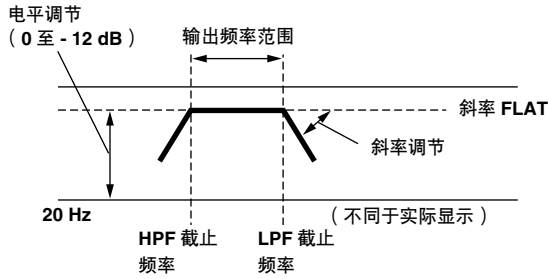 电平调节
（ 0 至 - 12 dB ）
输出频率范围
斜率 FLAT
斜率调节
20 Hz
（ 不同于实际显示 ）
HPF 截止
频率
LPF 截止
频率